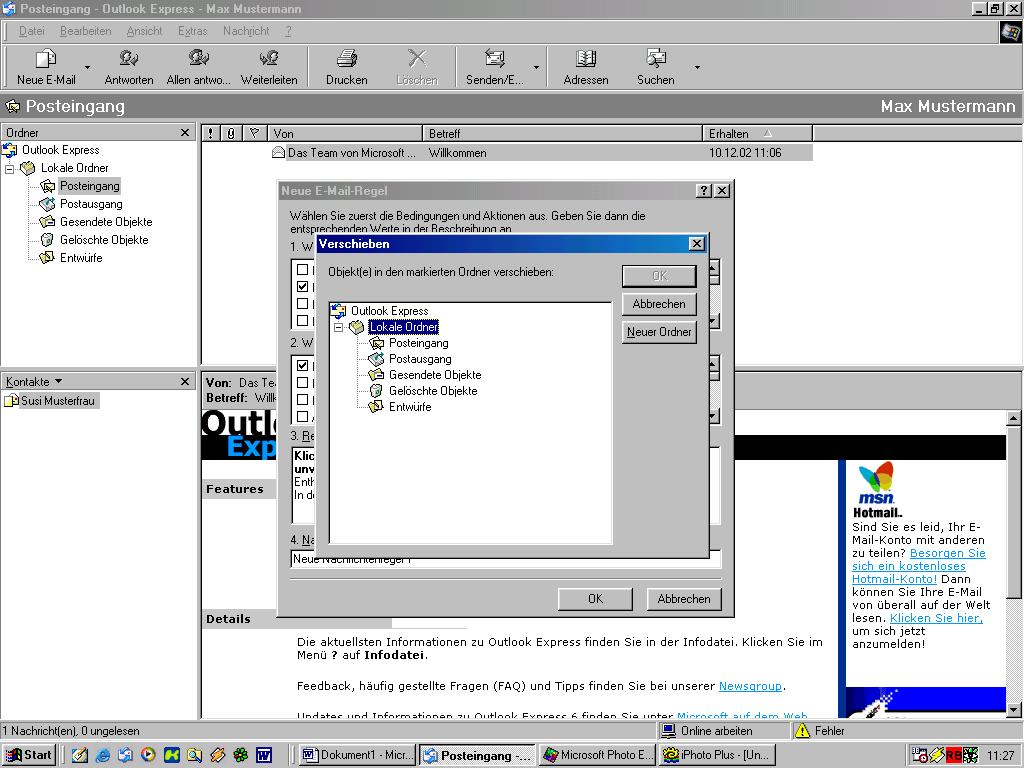 Posteingang - Outlook Express - Max Mustermann
Datei Bearbeiten Ansicht Extras Nachricht ?
Neue E-Mail Antworten Allen antwo... Weiterleiten Drucken Löschen Senden/E... Adressen Suchen
Posteingang Max Mustermann
Ordner
Outlook Express
Lokale Ordner
Posteingang
Postausgang
Gesendete Objekte
Gelöschte Objekte
Entwürfe
! Von Betreff Erhalten
Das Team von Microsoft ... Willkommen 10.12.02 11:06
Neue E-Mail-Regel
Wählen Sie zuerst die Bedingungen und Aktionen aus. Geben Sie dann die
entsprechenden Werte in der Beschreibung an.
1. W
2. W
3. Re
Klic
unv
Enth
In de
4. Na
Neue Nachrichtenregel 1
OK Abbrechen
Verschieben
Objekt(e) in den markierten Ordner verschieben:
OK
Abbrechen
Neuer Ordner
Outlook Express
Lokale Ordner
Posteingang
Postausgang
Gesendete Objekte
Gelöschte Objekte
Entwürfe
Kontakte
Susi Musterfrau
Von: Das Tea
Betreff: Willk
Outlo
Exp
Features
Details
Die aktuellsten Informationen zu Outlook Express finden Sie in der Infodatei. Klicken Sie im
Menü ? auf Infodatei.
Feedback, häufig gestellte Fragen (FAQ) und Tipps finden Sie bei unserer Newsgroup.
Updates und Informationen zu Outlook Express 6 finden Sie unter Microsoft auf dem Web
msn
Hotmail
Sind Sie es leid, Ihr E-
Mail-Konto mit anderen
zu teilen? Besorgen Sie
sich ein kostenloses
Hotmail-Konto! Dann
können Sie Ihre E-Mail
von überall auf der Welt
lesen. Klicken Sie hier,
um sich jetzt
anzumelden!
1 Nachricht(en), 0 ungelesen Online arbeiten Fehler
Start Dokument1 - Micr... Posteingang -... Microsoft Photo E... iPhoto Plus - [Un... RB 11:27